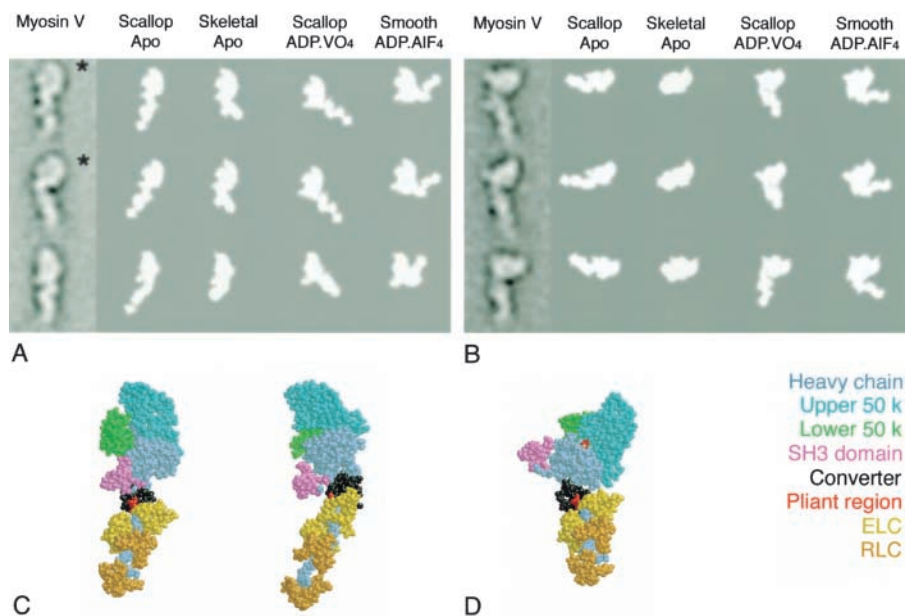 Myosin V Scallop Skeletal Scallop Smooth
Apo Apo ADP.VO₄ ADP.AlF₄
Myosin V Scallop Skeletal Scallop Smooth
Apo Apo ADP.VO₄ ADP.AlF₄
*
*
A
B
Heavy chain
Upper 50 k
Lower 50 k
SH3 domain
Converter
Pliant region
ELC
RLC
C
D